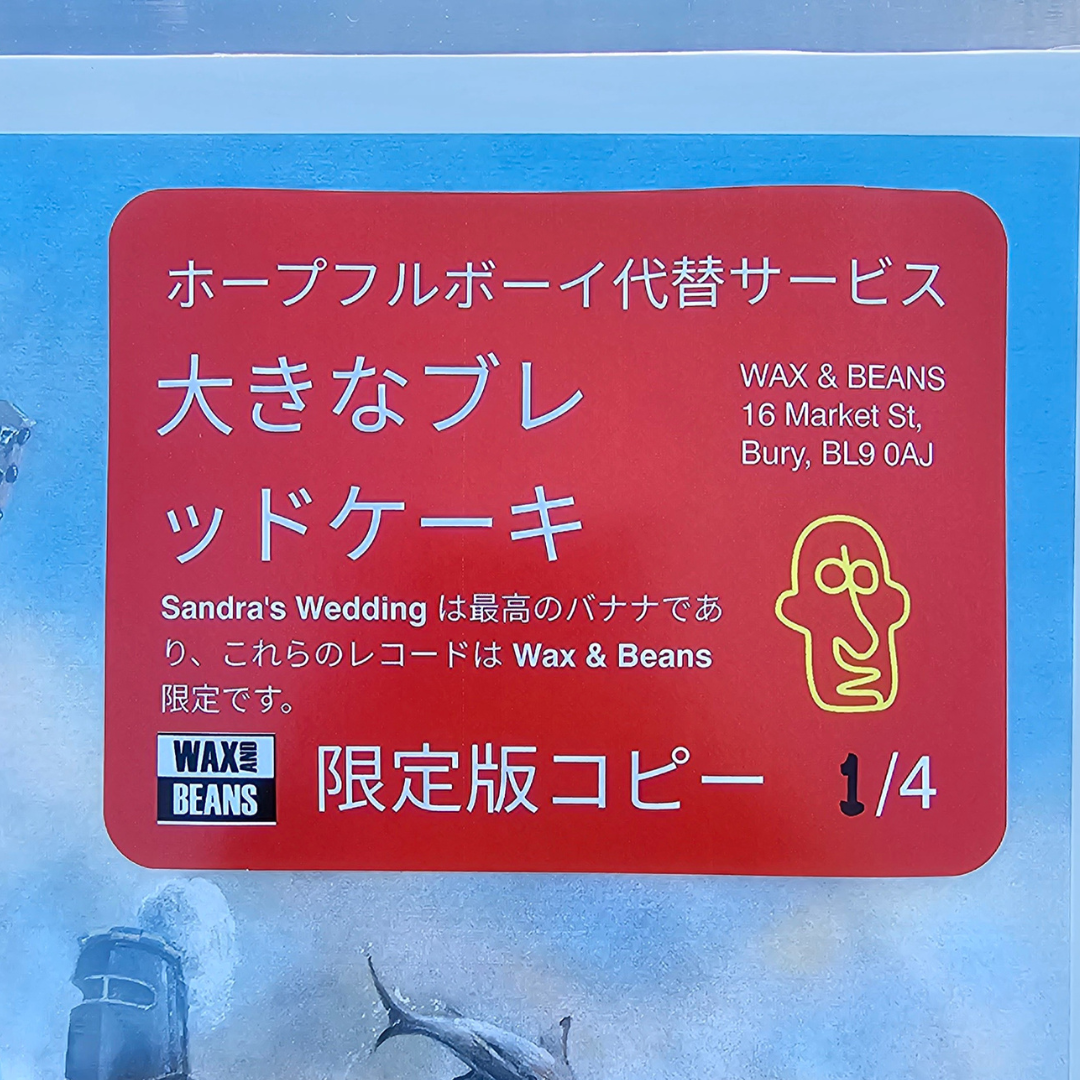 ホープフルボーイ代替サービス
大きなブレ
ッドケーキ
WAX & BEANS
16 Market St,
Bury, BL9 0AJ
Sandra's Wedding は最高のバナナであ
り、これらのレコードは Wax & Beans
限定です。
WAX AND
BEANS
限定版コピー 1/4